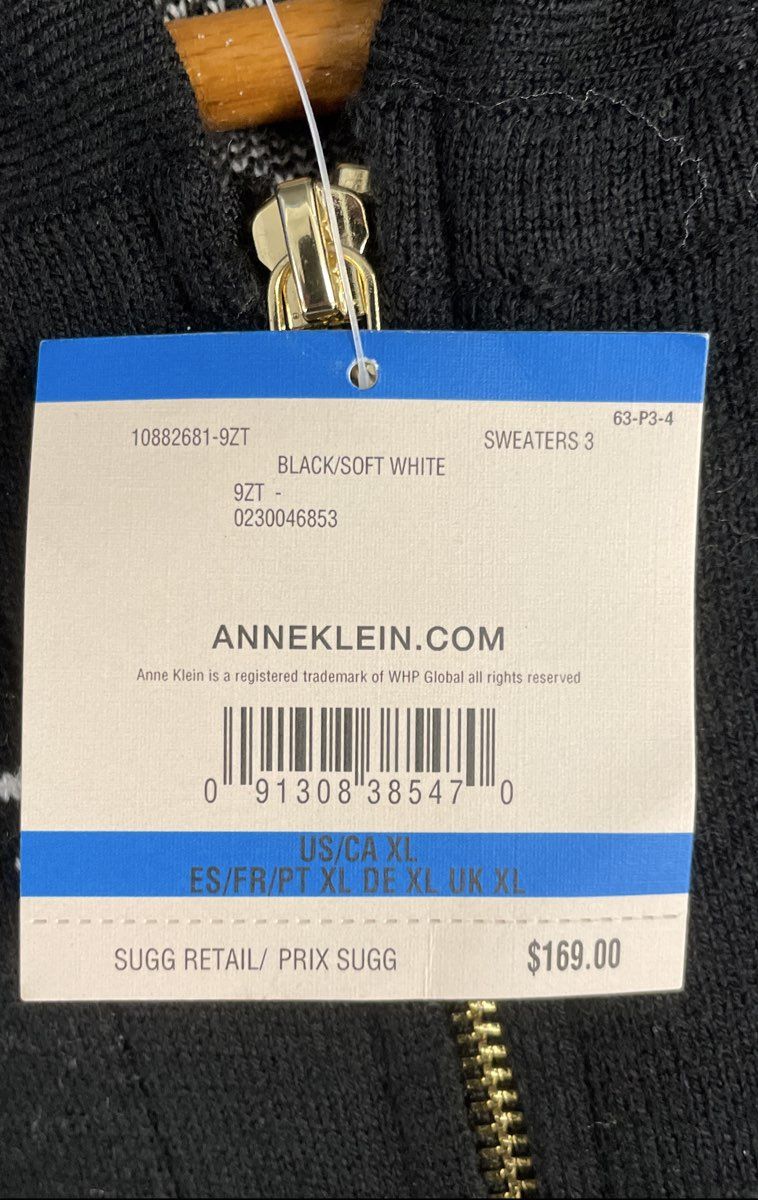 63-P3-4
10882681-9ZT SWEATERS 3
BLACK/SOFT WHITE
9ZT -
0230046853
ANNEKLEIN.COM
Anne Klein is a registered trademark of WHP Global all rights reserved
0 91308 38547 0
US/CA XL
ES/FR/PT XL DE XL UK XL
SUGG RETAIL/ PRIX SUGG $169.00